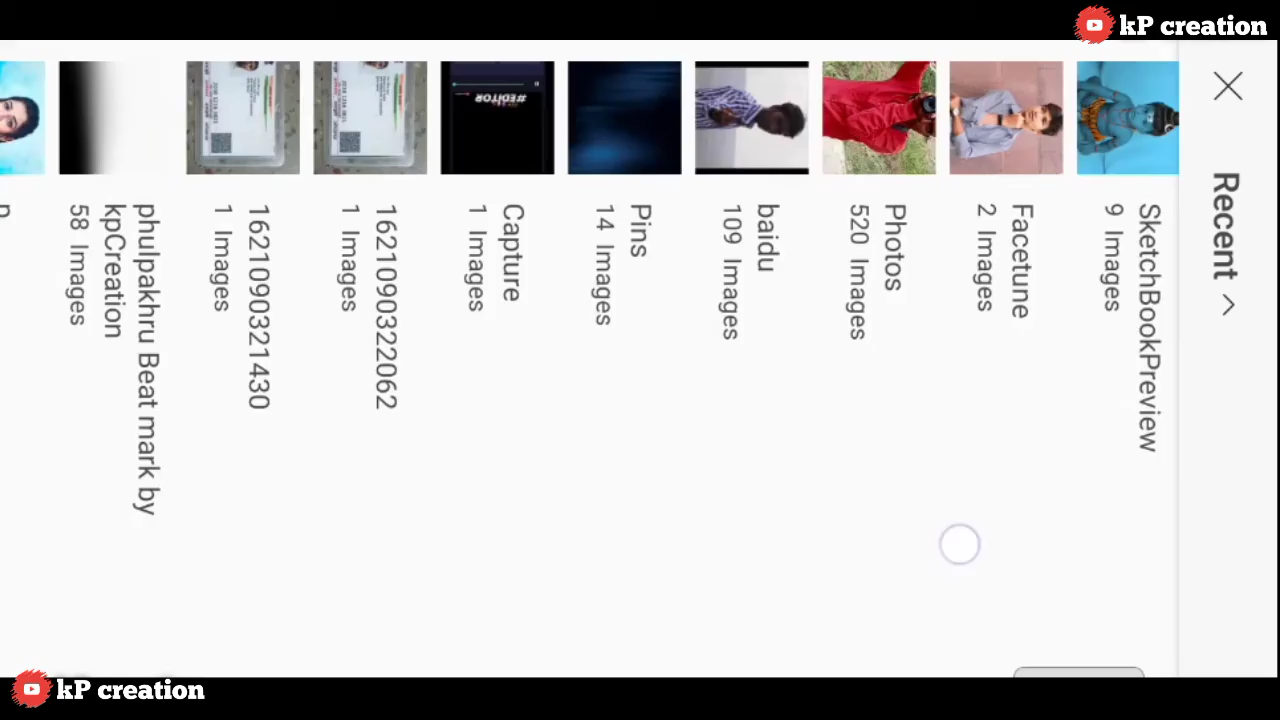 kP creation
Recent
SketchBookPreview
9 Images
Facetune
2 Images
Photos
520 Images
baidu
109 Images
Pins
14 Images
Capture
1 Images
#EDITOR
1621090322062
1 Images
1621090321430
1 Images
phulpakhru Beat mark by
kpCreation
58 Images
kP creation